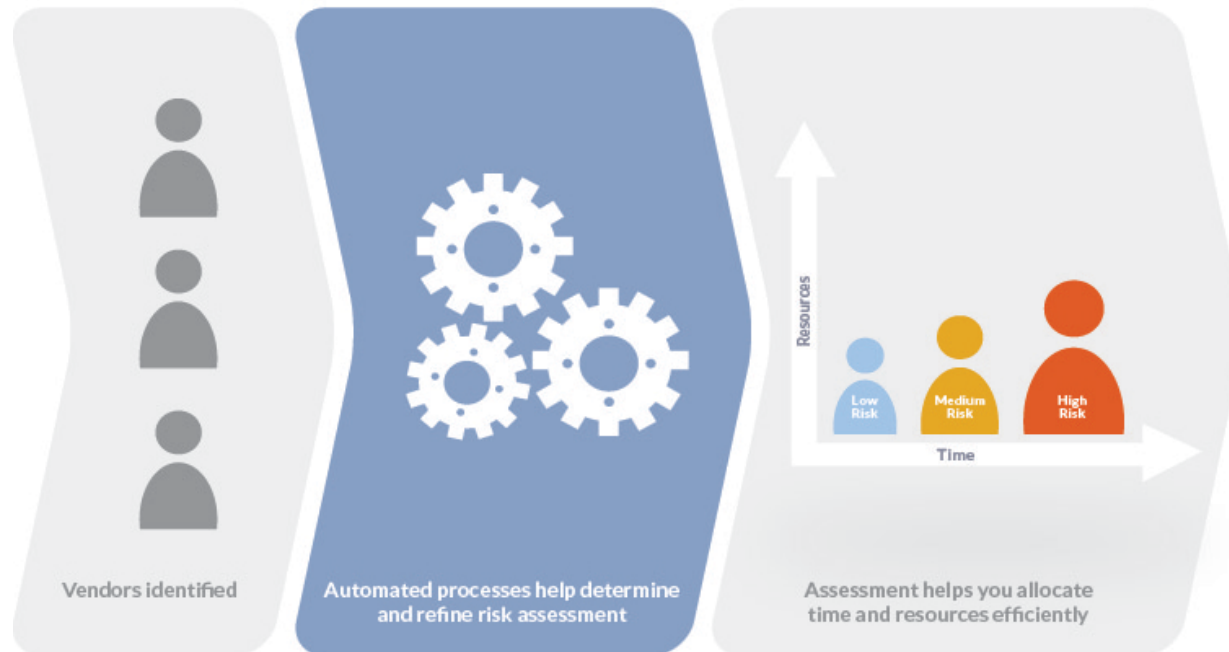 Vendors identified
Automated processes help determine
and refine risk assessment
Resources
Low
Risk
Medium
Risk
High
Risk
Time
Assessment helps you allocate
time and resources efficiently